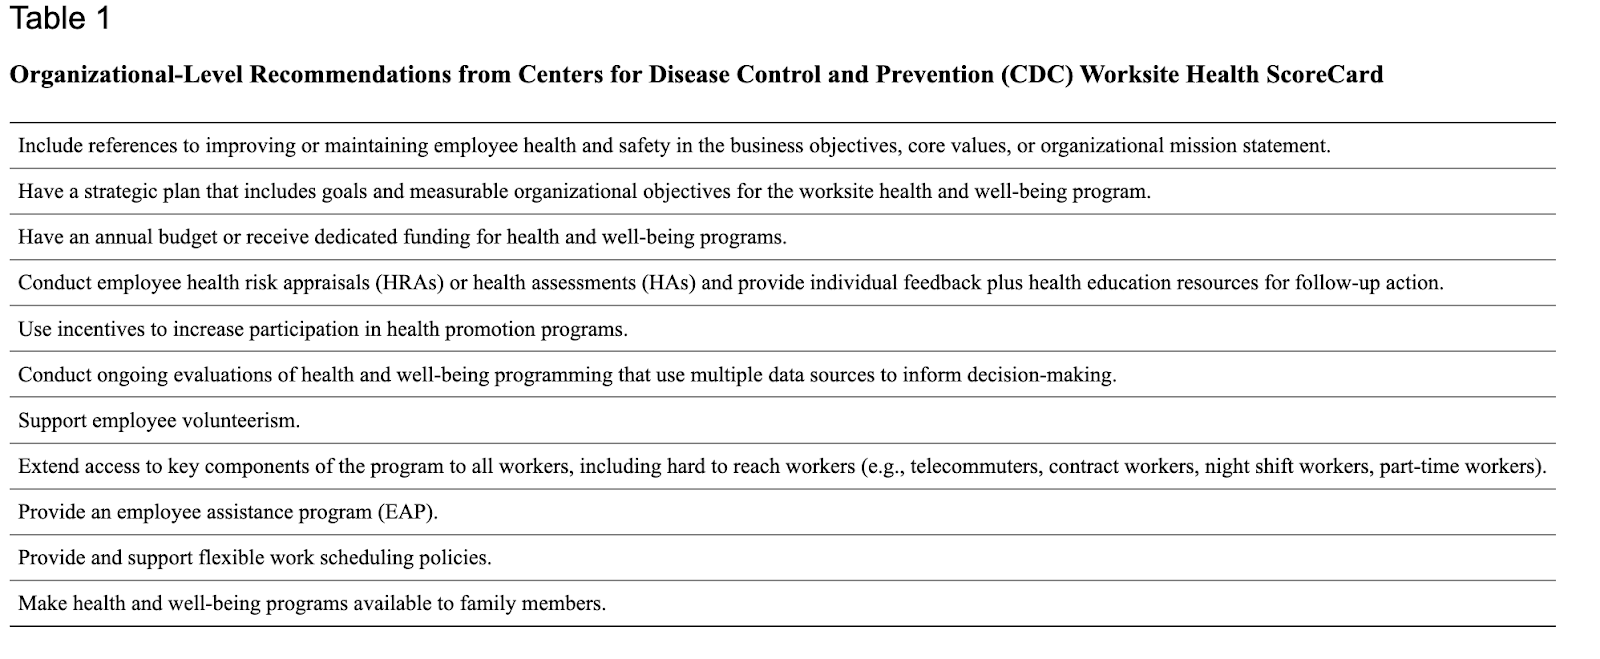 Table 1
Organizational-Level Recommendations from Centers for Disease Control and Prevention (CDC) Worksite Health ScoreCard
Include references to improving or maintaining employee health and safety in the business objectives, core values, or organizational mission statement.
Have a strategic plan that includes goals and measurable organizational objectives for the worksite health and well-being program.
Have an annual budget or receive dedicated funding for health and well-being programs.
Conduct employee health risk appraisals (HRAs) or health assessments (HAs) and provide individual feedback plus health education resources for follow-up action.
Use incentives to increase participation in health promotion programs.
Conduct ongoing evaluations of health and well-being programming that use multiple data sources to inform decision-making.
Support employee volunteerism.
Extend access to key components of the program to all workers, including hard to reach workers (e.g., telecommuters, contract workers, night shift workers, part-time workers).
Provide an employee assistance program (EAP).
Provide and support flexible work scheduling policies.
Make health and well-being programs available to family members.